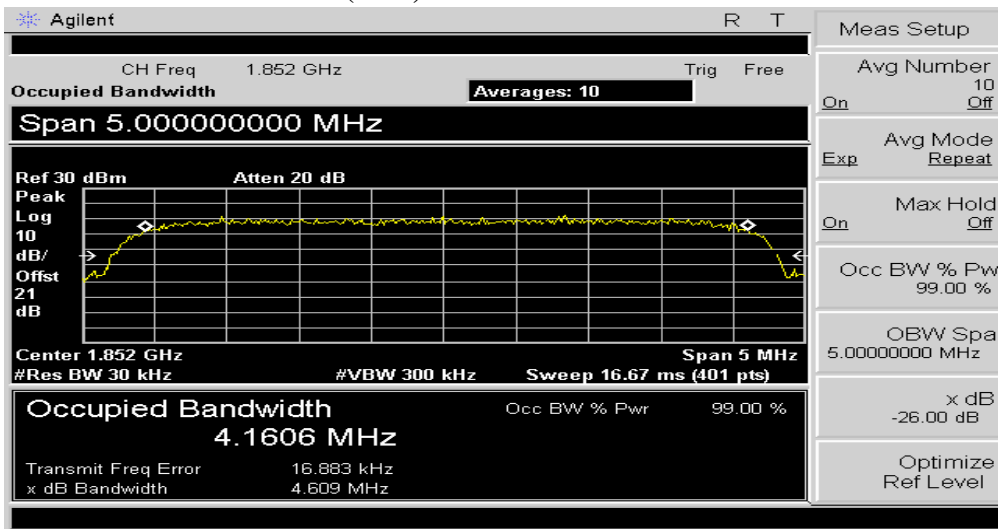 Agilent R T
CH Freq 1.852 GHz Trig Free
Occupied Bandwidth Averages: 10
Span 5.000000000 MHz
Ref 30 dBm Atten 20 dB
Peak
Log
10
dB/
Offst
21
dB
Center 1.852 GHz Span 5 MHz
#Res BW 30 kHz #VBW 300 kHz Sweep 16.67 ms (401 pts)
Occupied Bandwidth Occ BW % Pwr 99.00 %
4.1606 MHz
Transmit Freq Error 16.883 kHz
x dB Bandwidth 4.609 MHz
Meas Setup
Avg Number
10
On Off
Avg Mode
Exp Repeat
Max Hold
On Off
Occ BW % Pw
99.00 %
OBW Spa
5.00000000 MHz
x dB
-26.00 dB
Optimize
Ref Level